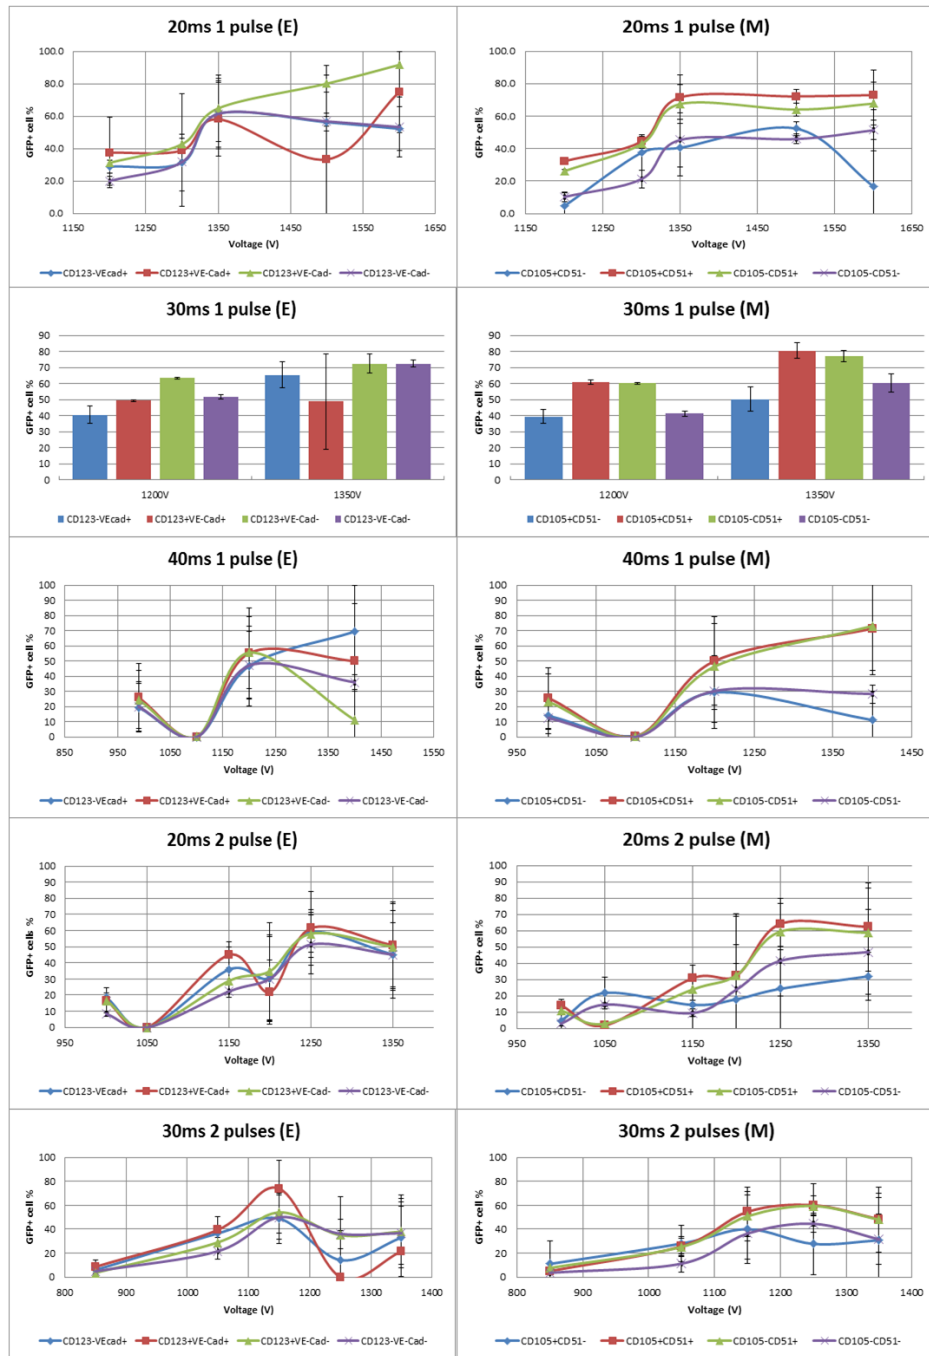 20ms 1 pulse (E)
GFP+ cell %
100.0
80.0
60.0
40.0
20.0
0.0
1150 1250 1350 1450 1550 1650
Voltage (V)
CD123-VEcad+ CD123+VE-Cad+ CD123+VE-Cad- CD123-VE-Cad-
20ms 1 pulse (M)
GFP+ cell %
100.0
80.0
60.0
40.0
20.0
0.0
1150 1250 1350 1450 1550 1650
Voltage (V)
CD105+CD51- CD105+CD51+ CD105-CD51+ CD105-CD51-
30ms 1 pulse (E)
GFP+ cell %
90
80
70
60
50
40
30
20
10
0
1200V 1350V
CD123-VEcad+ CD123+VE-Cad+ CD123+VE-Cad- CD123-VE-Cad-
30ms 1 pulse (M)
GFP+ cell %
90
80
70
60
50
40
30
20
10
0
1200V 1350V
CD105+CD51- CD105+CD51+ CD105-CD51+ CD105-CD51-
40ms 1 pulse (E)
GFP+ cell %
100
90
80
70
60
50
40
30
20
10
0
850 950 1050 1150 1250 1350 1450 1550
Voltage (V)
CD123-VEcad+ CD123+VE-Cad+ CD123+VE-Cad- CD123-VE-Cad-
40ms 1 pulse (M)
GFP+ cell %
100
90
80
70
60
50
40
30
20
10
0
950 1050 1150 1250 1350 1450
Voltage (V)
CD105+CD51- CD105+CD51+ CD105-CD51+ CD105-CD51-
20ms 2 pulse (E)
GFP+ cells %
100
90
80
70
60
50
40
30
20
10
0
950 1050 1150 1250 1350
Voltage (V)
CD123-VEcad+ CD123+VE-Cad+ CD123+VE-Cad- CD123-VE-Cad-
20ms 2 pulse (M)
GFP+ cell %
100
90
80
70
60
50
40
30
20
10
0
950 1050 1150 1250 1350
Voltage (V)
CD105+CD51- CD105+CD51+ CD105-CD51+ CD105-CD51-
30ms 2 pulses (E)
GFP+ cell %
100
80
60
40
20
0
800 900 1000 1100 1200 1300 1400
Voltage (V)
CD123-VEcad+ CD123+VE-Cad+ CD123+VE-Cad- CD123-VE-Cad-
30ms 2 pulses (M)
GFP+ cell %
100
80
60
40
20
0
800 900 1000 1100 1200 1300 1400
Voltage (V)
CD105+CD51- CD105+CD51+ CD105-CD51+ CD105-CD51-